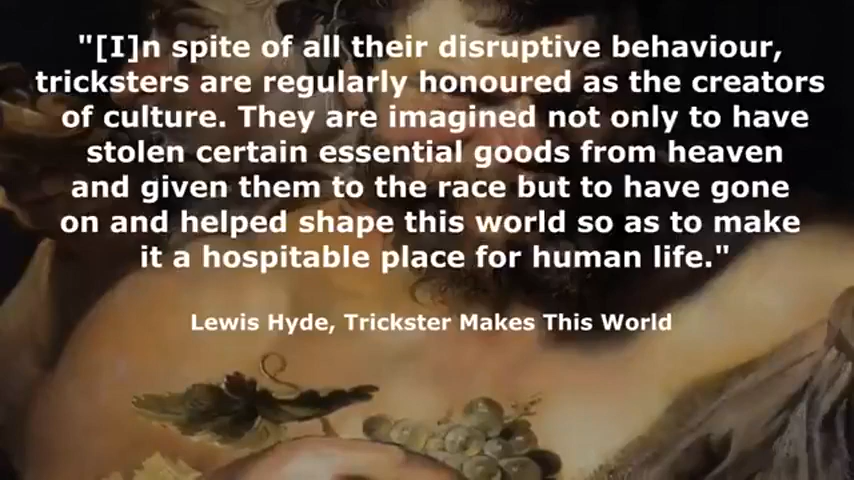 "[I]n spite of all their disruptive behaviour,
tricksters are regularly honoured as the creators
of culture. They are imagined not only to have
stolen certain essential goods from heaven
and given them to the race but to have gone
on and helped shape this world so as to make
it a hospitable place for human life."
Lewis Hyde, Trickster Makes This World